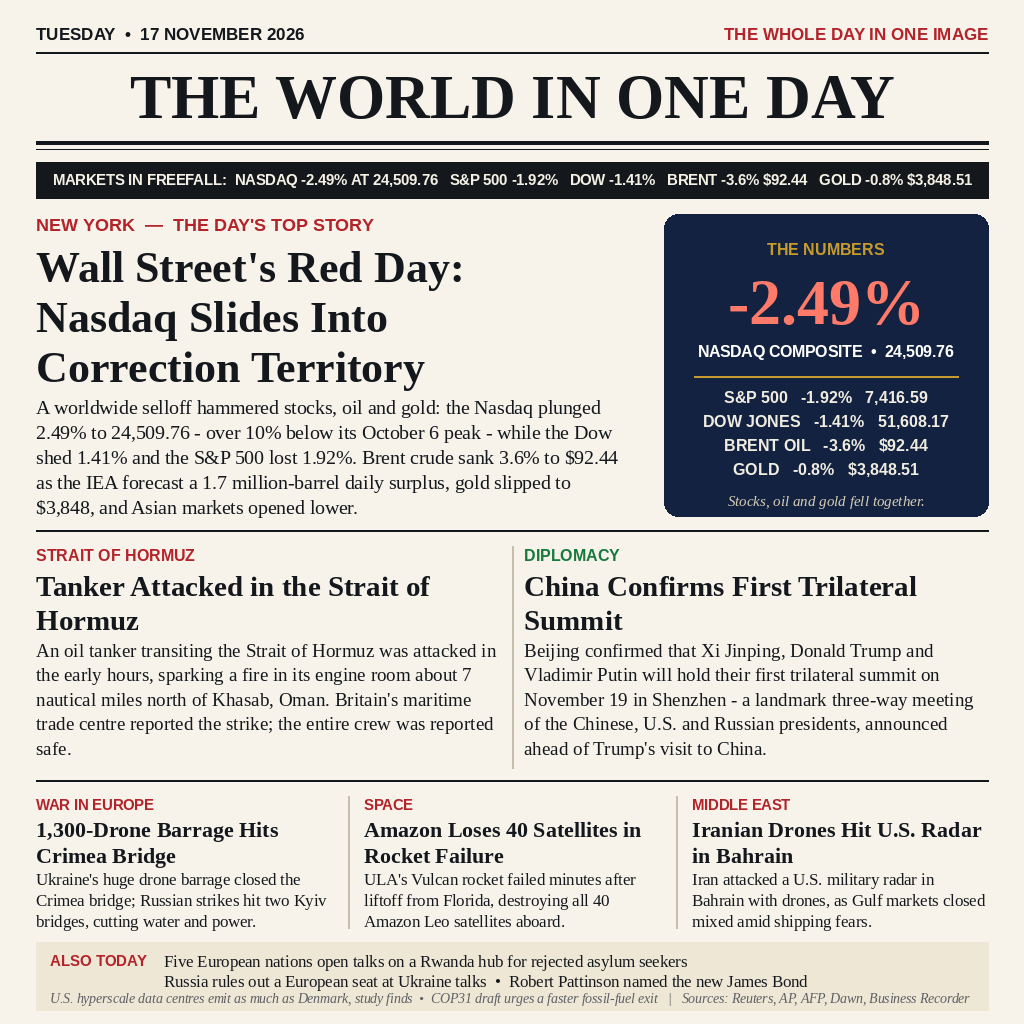 TUESDAY • 17 NOVEMBER 2026
THE WHOLE DAY IN ONE IMAGE
THE WORLD IN ONE DAY
MARKETS IN FREEFALL: NASDAQ -2.49% AT 24,509.76 S&P 500 -1.92% DOW -1.41% BRENT -3.6% $92.44 GOLD -0.8% $3,848.51
NEW YORK — THE DAY'S TOP STORY
Wall Street's Red Day:
Nasdaq Slides Into
Correction Territory
A worldwide selloff hammered stocks, oil and gold: the Nasdaq plunged
2.49% to 24,509.76 - over 10% below its October 6 peak - while the Dow
shed 1.41% and the S&P 500 lost 1.92%. Brent crude sank 3.6% to $92.44
as the IEA forecast a 1.7 million-barrel daily surplus, gold slipped to
$3,848, and Asian markets opened lower.
THE NUMBERS
-2.49%
NASDAQ COMPOSITE • 24,509.76
S&P 500 -1.92% 7,416.59
DOW JONES -1.41% 51,608.17
BRENT OIL -3.6% $92.44
GOLD -0.8% $3,848.51
Stocks, oil and gold fell together.
STRAIT OF HORMUZ
Tanker Attacked in the Strait of
Hormuz
An oil tanker transiting the Strait of Hormuz was attacked in
the early hours, sparking a fire in its engine room about 7
nautical miles north of Khasab, Oman. Britain's maritime
trade centre reported the strike; the entire crew was reported
safe.
DIPLOMACY
China Confirms First Trilateral
Summit
Beijing confirmed that Xi Jinping, Donald Trump and
Vladimir Putin will hold their first trilateral summit on
November 19 in Shenzhen - a landmark three-way meeting
of the Chinese, U.S. and Russian presidents, announced
ahead of Trump's visit to China.
WAR IN EUROPE
1,300-Drone Barrage Hits
Crimea Bridge
Ukraine's huge drone barrage closed the
Crimea bridge; Russian strikes hit two Kyiv
bridges, cutting water and power.
SPACE
Amazon Loses 40 Satellites in
Rocket Failure
ULA's Vulcan rocket failed minutes after
liftoff from Florida, destroying all 40
Amazon Leo satellites aboard.
MIDDLE EAST
Iranian Drones Hit U.S. Radar
in Bahrain
Iran attacked a U.S. military radar in
Bahrain with drones, as Gulf markets closed
mixed amid shipping fears.
ALSO TODAY
Five European nations open talks on a Rwanda hub for rejected asylum seekers
Russia rules out a European seat at Ukraine talks • Robert Pattinson named the new James Bond
U.S. hyperscale data centres emit as much as Denmark, study finds • COP31 draft urges a faster fossil-fuel exit | Sources: Reuters, AP, AFP, Dawn, Business Recorder